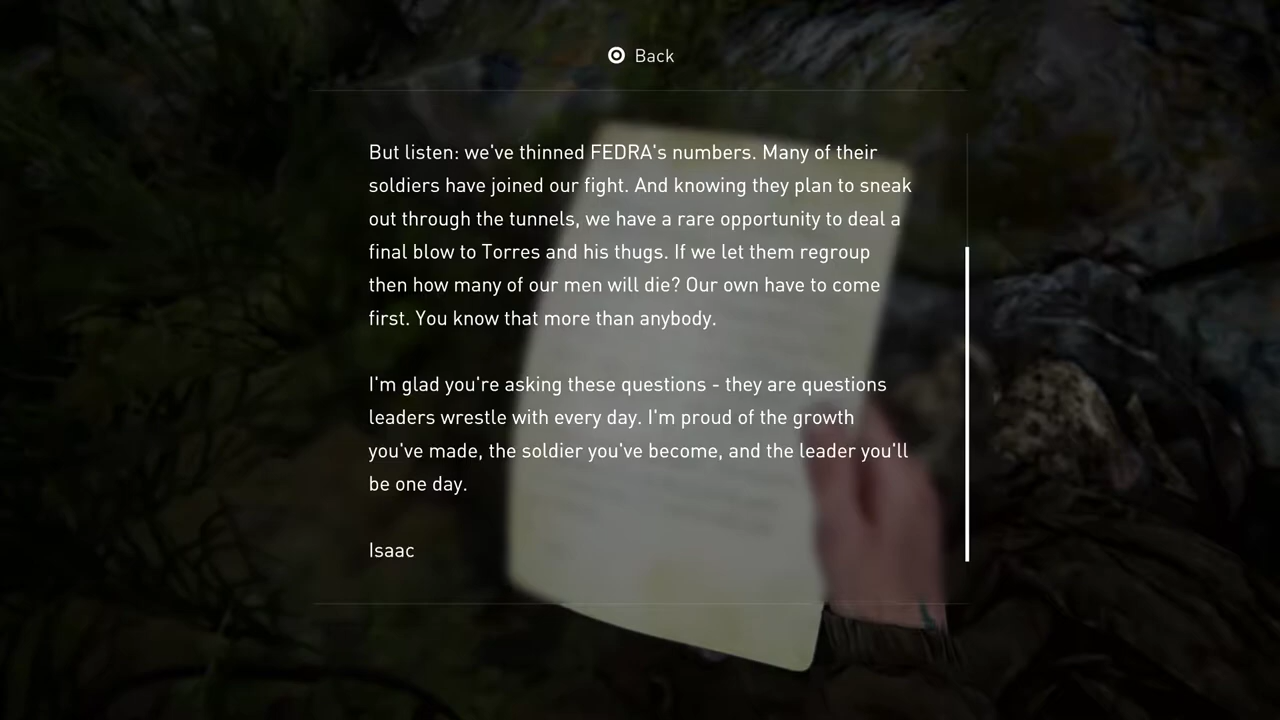 Back
But listen: we've thinned FEDRA's numbers. Many of their
soldiers have joined our fight. And knowing they plan to sneak
out through the tunnels, we have a rare opportunity to deal a
final blow to Torres and his thugs. If we let them regroup
then how many of our men will die? Our own have to come
first. You know that more than anybody.
I'm glad you're asking these questions - they are questions
leaders wrestle with every day. I'm proud of the growth
you've made, the soldier you've become, and the leader you'll
be one day.
Isaac